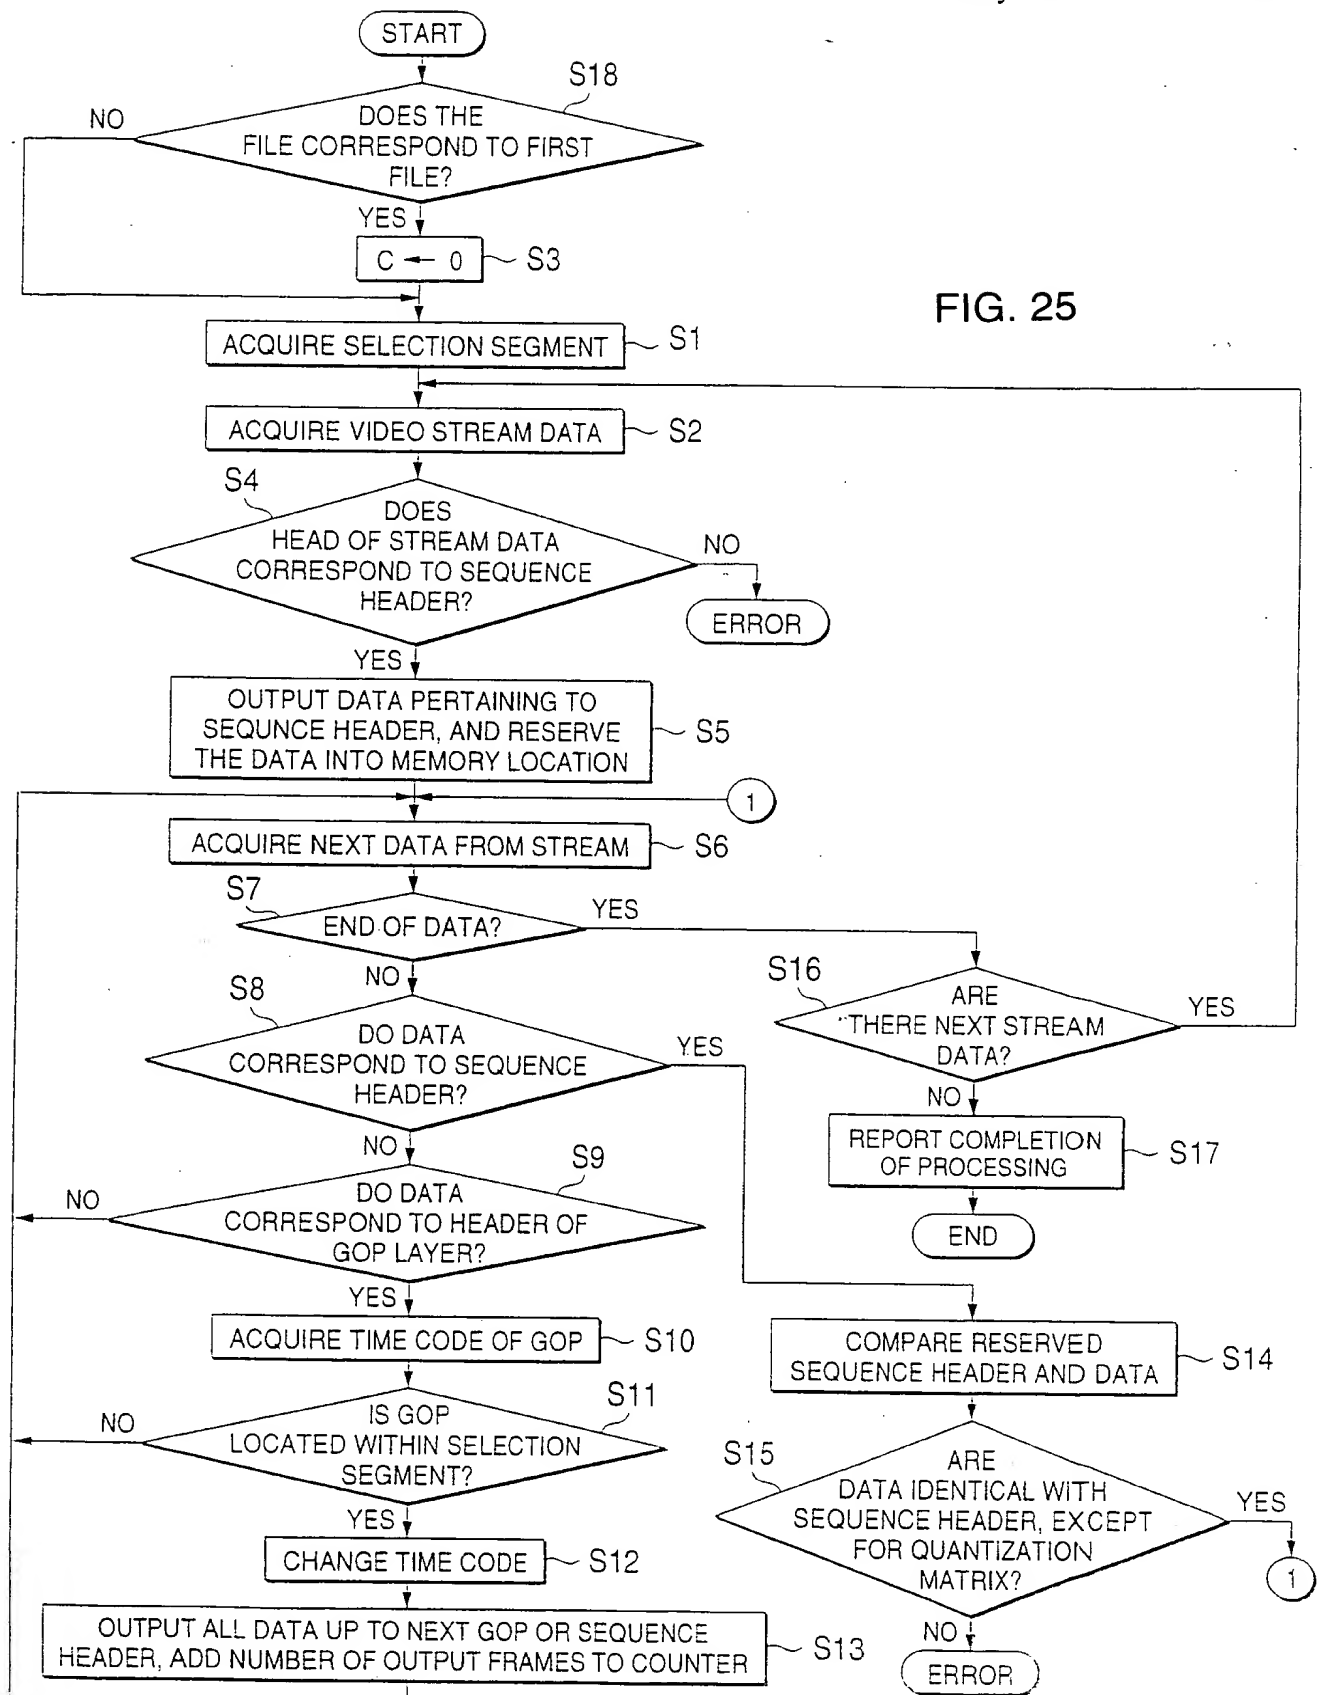 START
S18
NO
DOES THE
FILE CORRESPOND TO FIRST
FILE?
YES
C ← 0
S3
FIG. 25
ACQUIRE SELECTION SEGMENT
S1
ACQUIRE VIDEO STREAM DATA
S2
S4
DOES
HEAD OF STREAM DATA
CORRESPOND TO SEQUENCE
HEADER?
NO
ERROR
YES
OUTPUT DATA PERTAINING TO
SEQUNCE HEADER, AND RESERVE
THE DATA INTO MEMORY LOCATION
S5
1
ACQUIRE NEXT DATA FROM STREAM
S6
S7
END OF DATA?
YES
NO
S16
ARE
THERE NEXT STREAM
DATA?
YES
NO
REPORT COMPLETION
OF PROCESSING
S17
END
S8
DO DATA
CORRESPOND TO SEQUENCE
HEADER?
YES
NO
S9
DO DATA
CORRESPOND TO HEADER OF
GOP LAYER?
NO
YES
ACQUIRE TIME CODE OF GOP
S10
COMPARE RESERVED
SEQUENCE HEADER AND DATA
S14
S11
IS GOP
LOCATED WITHIN SELECTION
SEGMENT?
NO
YES
S15
ARE
DATA IDENTICAL WITH
SEQUENCE HEADER, EXCEPT
FOR QUANTIZATION
MATRIX?
YES
1
NO
ERROR
CHANGE TIME CODE
S12
OUTPUT ALL DATA UP TO NEXT GOP OR SEQUENCE
HEADER, ADD NUMBER OF OUTPUT FRAMES TO COUNTER
S13